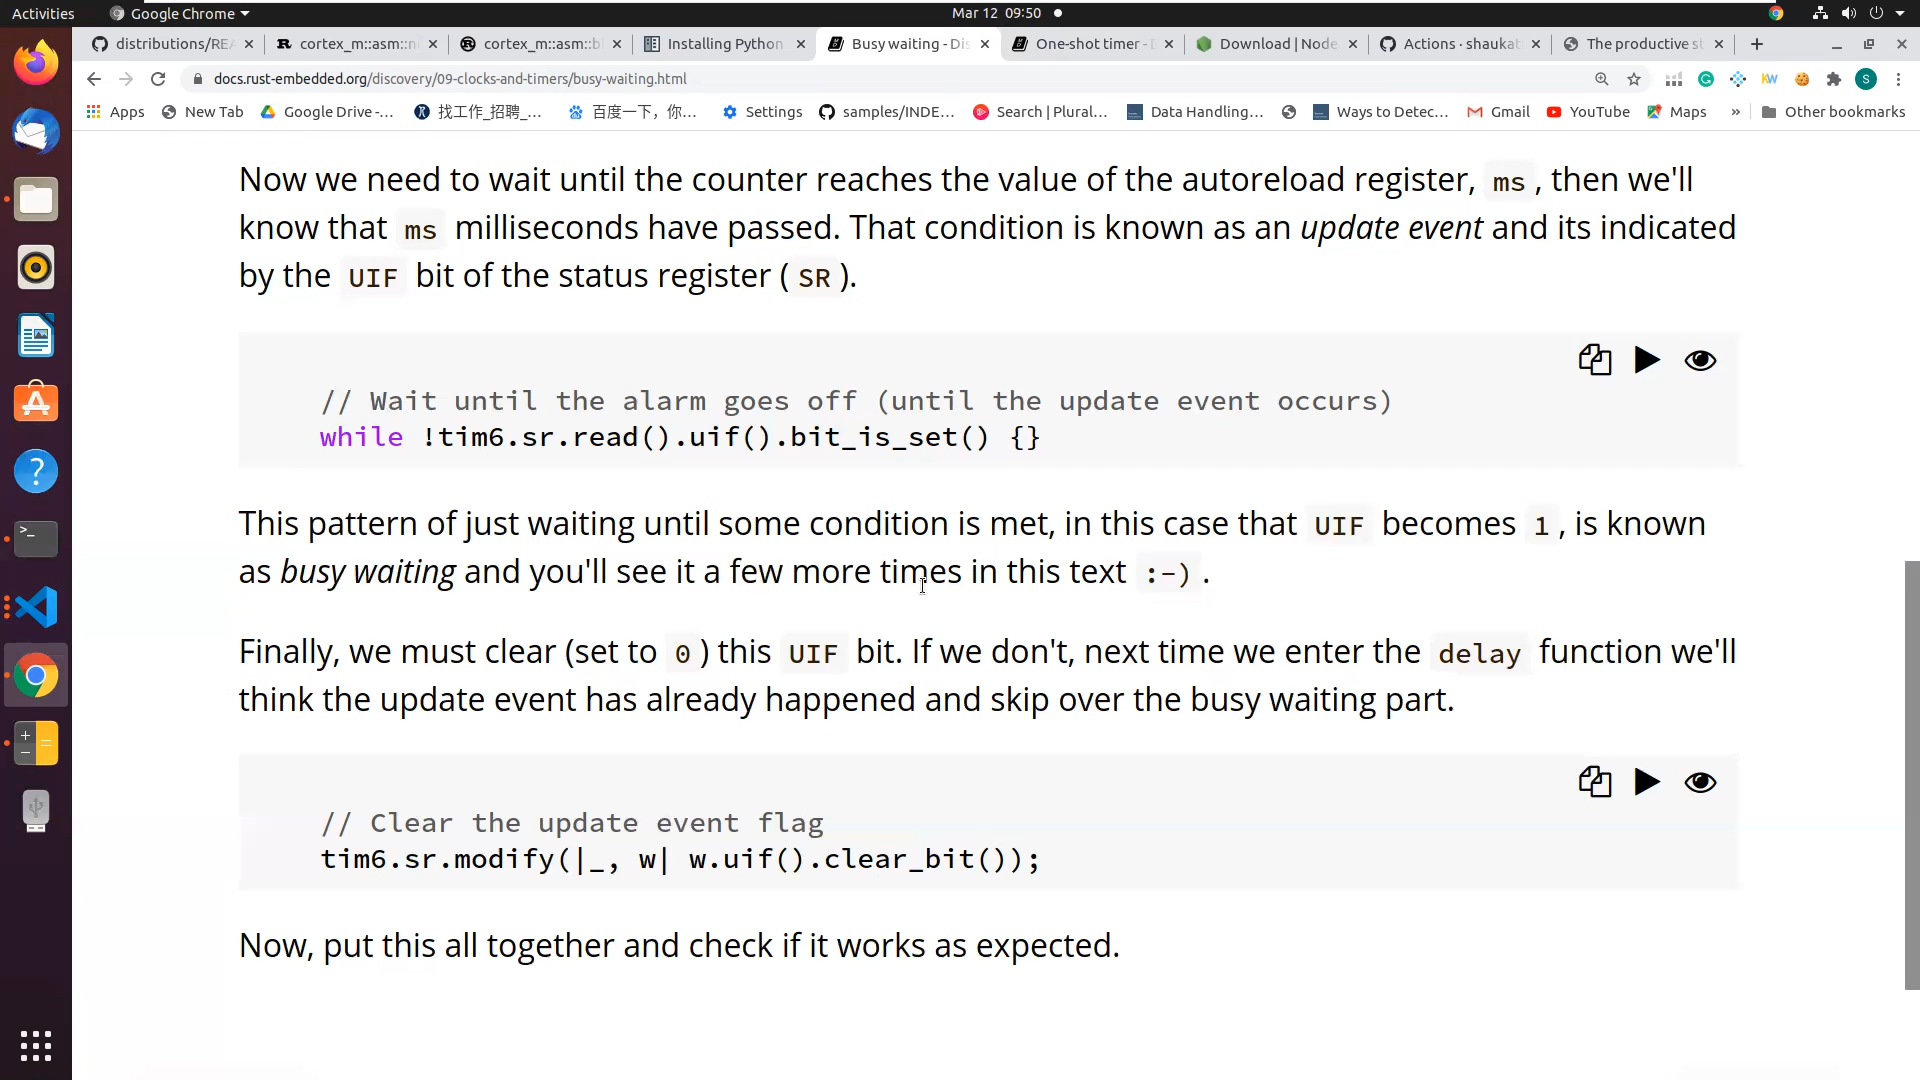 Activities Google Chrome Mar 12 09:50
distributions/REA cortex_m::asm::n cortex_m::asm::b Installing Python Busy waiting - Dis One-shot timer - D Download | Node Actions · shaukat The productive st
docs.rust-embedded.org/discovery/09-clocks-and-timers/busy-waiting.html S
Apps New Tab Google Drive -... 找工作_招聘_... 百度一下，你... Settings samples/INDE... Search | Plural... Data Handling... Ways to Detec... Gmail YouTube Maps » Other bookmarks
Now we need to wait until the counter reaches the value of the autoreload register, ms, then we'll
know that ms milliseconds have passed. That condition is known as an update event and its indicated
by the UIF bit of the status register (SR).
// Wait until the alarm goes off (until the update event occurs)
while !tim6.sr.read().uif().bit_is_set() {}
This pattern of just waiting until some condition is met, in this case that UIF becomes 1, is known
as busy waiting and you'll see it a few more times in this text :-).
Finally, we must clear (set to 0) this UIF bit. If we don't, next time we enter the delay function we'll
think the update event has already happened and skip over the busy waiting part.
// Clear the update event flag
tim6.sr.modify(|_, w| w.uif().clear_bit());
Now, put this all together and check if it works as expected.